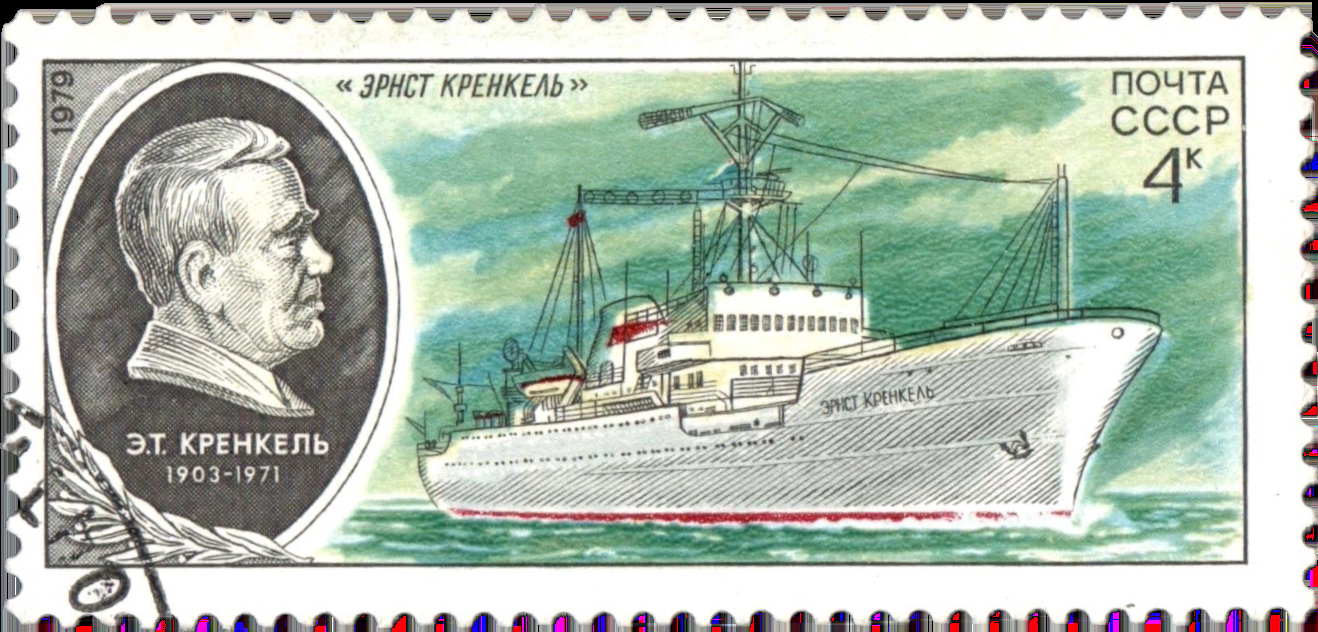 1979
« ЭРНСТ КРЕНКЕЛЬ »
ПОЧТА
СССР
4к
ЭРНСТ КРЕНКЕЛЬ
Э.Т. КРЕНКЕЛЬ
1903-1971